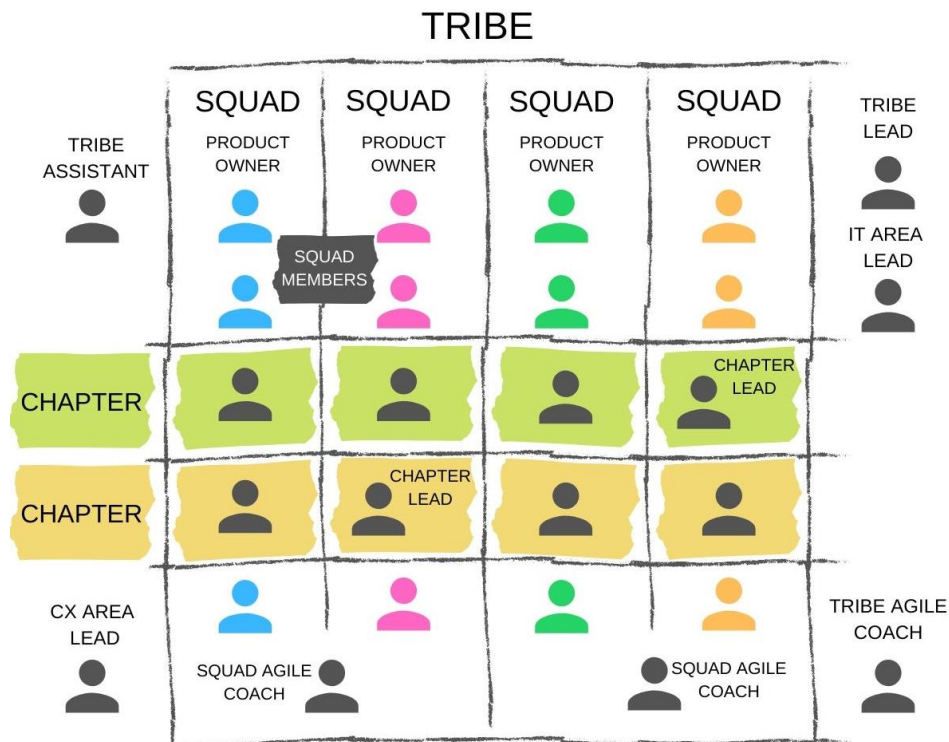 TRIBE
SQUAD
SQUAD
SQUAD
SQUAD
PRODUCT
OWNER
PRODUCT
OWNER
PRODUCT
OWNER
PRODUCT
OWNER
TRIBE
ASSISTANT
TRIBE
LEAD
IT AREA
LEAD
SQUAD
MEMBERS
CHAPTER
CHAPTER
LEAD
CHAPTER
CHAPTER
LEAD
CX AREA
LEAD
TRIBE AGILE
COACH
SQUAD AGILE
COACH
SQUAD AGILE
COACH